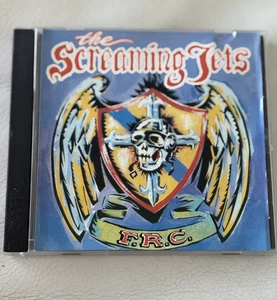 the
Screaming Jets
F.R.C.